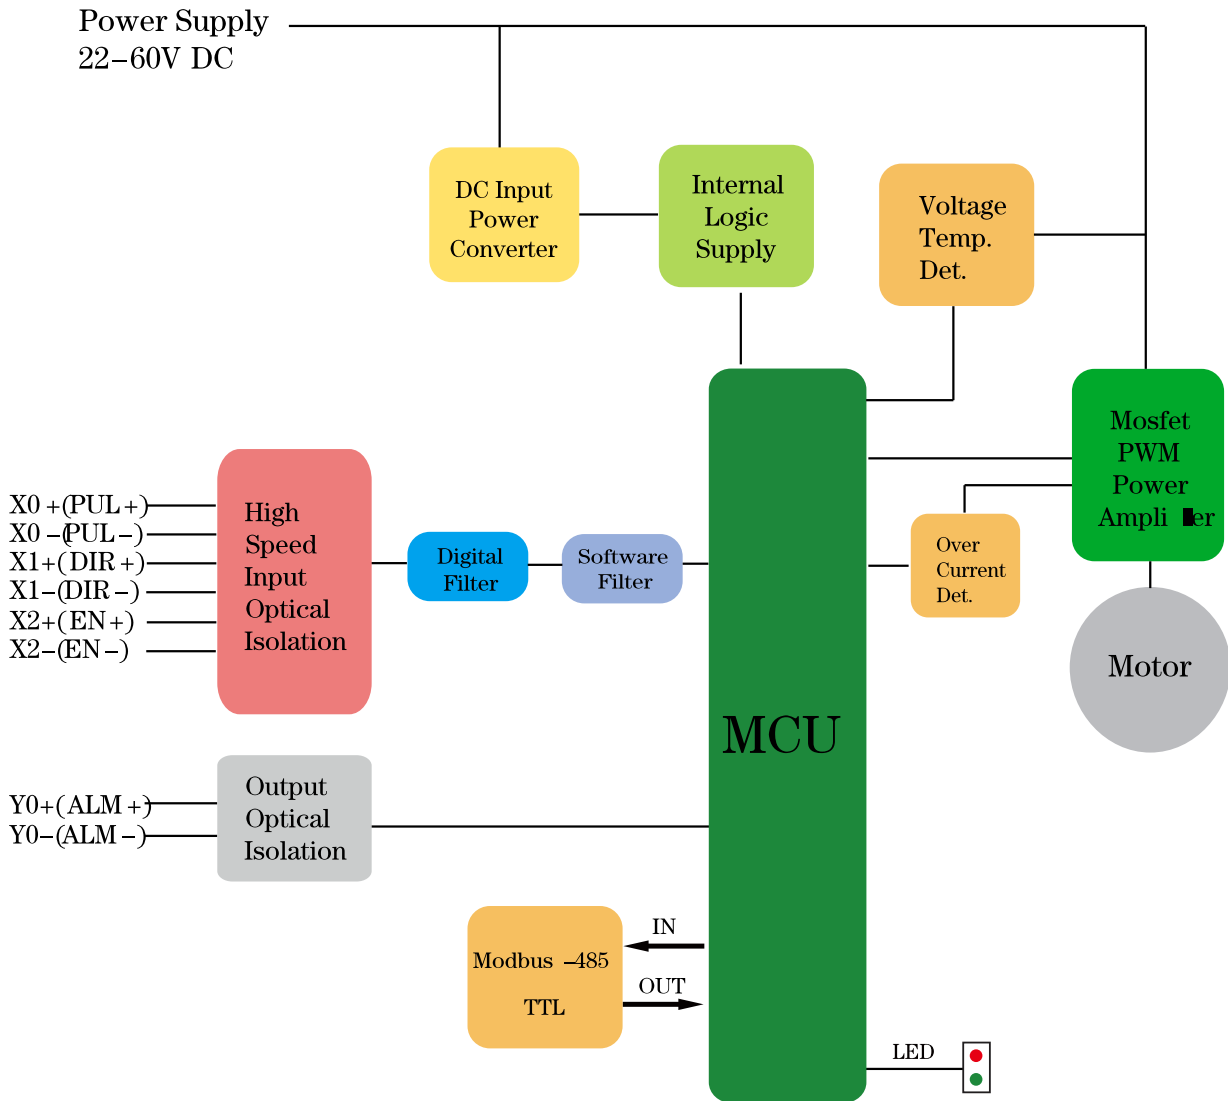 Power Supply
22–60V DC
DC Input
Power
Converter
Internal
Logic
Supply
Voltage
Temp.
Det.
Mosfet
PWM
Power
X0+(PUL+)
X0–(PUL–)
X1+(DIR+)
X1–(DIR–)
X2+(EN+)
X2–(EN–)
High
Speed
Input
Optical
Isolation
Digital
Filter
Software
Filter
Over
Current
Det.
Motor
MCU
Y0+(ALM+)
Y0–(ALM–)
Output
Optical
Isolation
Modbus –485
TTL
IN
OUT
LED